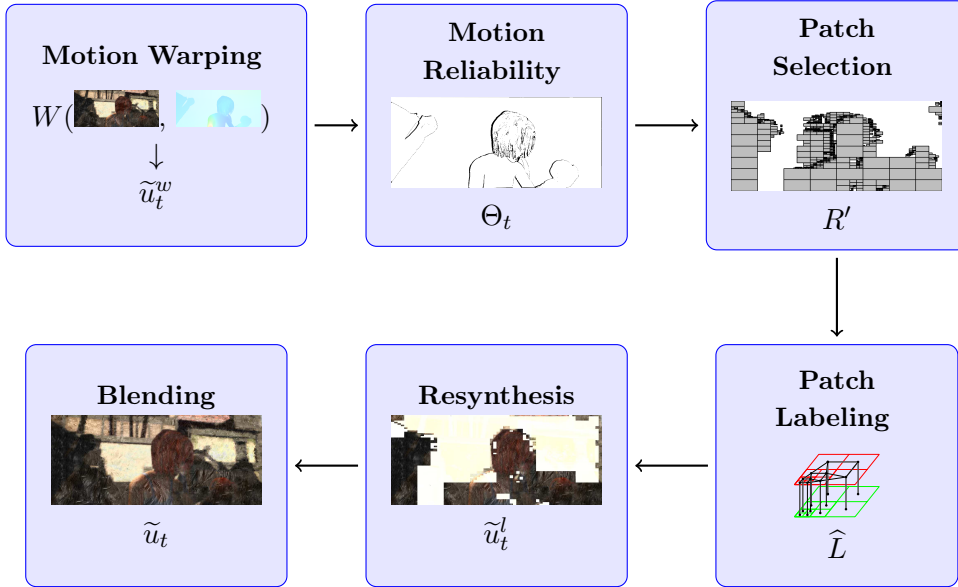 Motion Warping
W( , )
↓
ũ_t^w
Motion
Reliability
Θ_t
Patch
Selection
R′
Patch
Labeling
L̂
Resynthesis
ũ_t^l
Blending
ũ_t